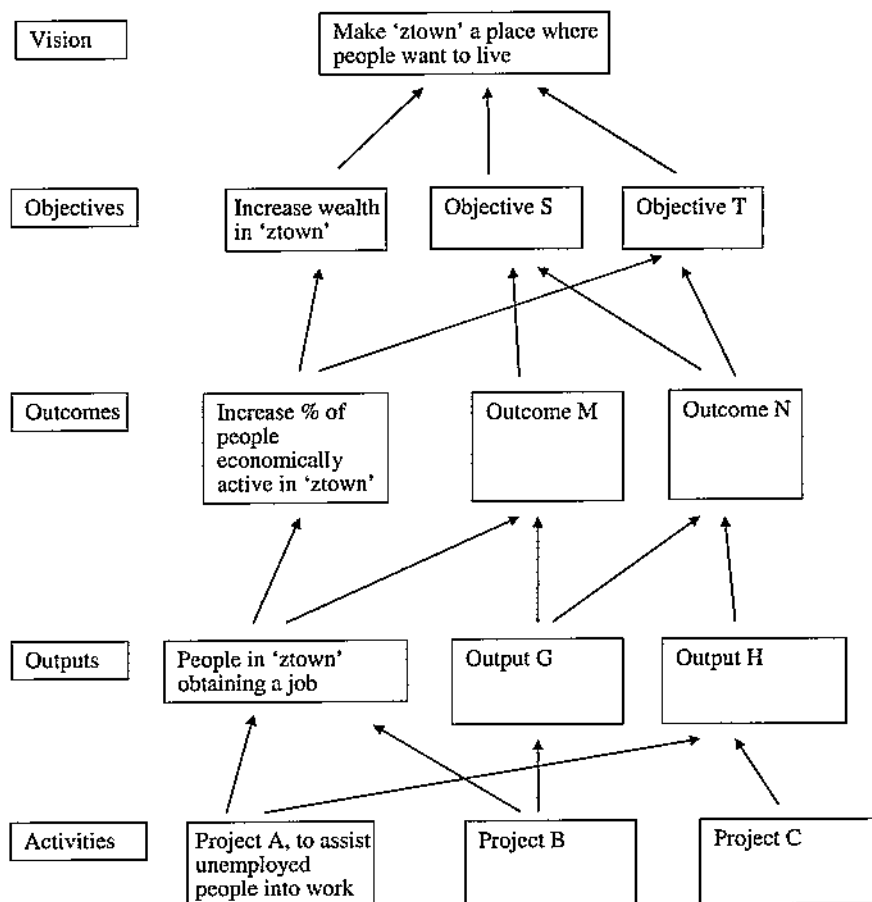 Vision
Make ‘ztown’ a place where
people want to live
Objectives
Increase wealth
in ‘ztown’
Objective S
Objective T
Outcomes
Increase % of
people
economically
active in ‘ztown’
Outcome M
Outcome N
Outputs
People in ‘ztown’
obtaining a job
Output G
Output H
Activities
Project A, to assist
unemployed
people into work
Project B
Project C